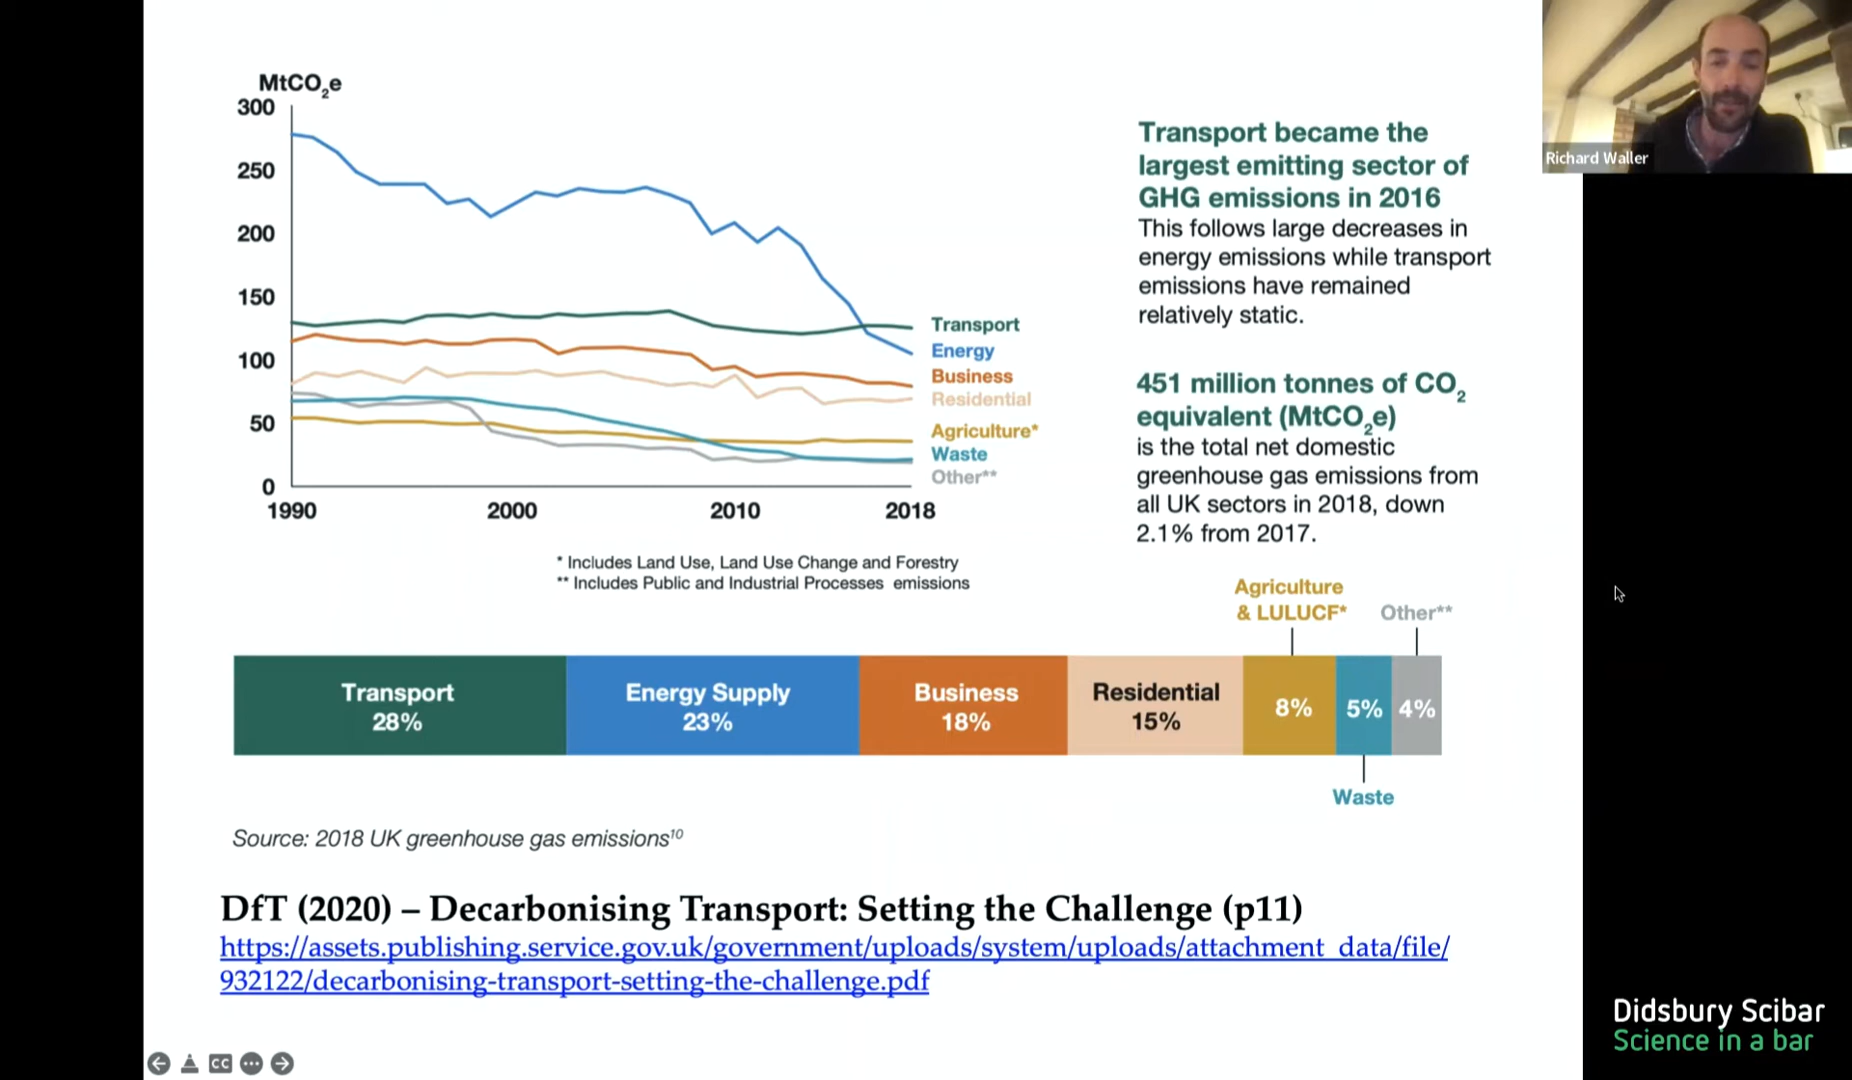 MtCO₂e
300
250
200
150
100
50
0
1990 2000 2010 2018
Transport
Energy
Business
Residential
Agriculture*
Waste
Other**
* Includes Land Use, Land Use Change and Forestry
** Includes Public and Industrial Processes emissions
Transport became the
largest emitting sector of
GHG emissions in 2016
This follows large decreases in
energy emissions while transport
emissions have remained
relatively static.
451 million tonnes of CO₂
equivalent (MtCO₂e)
is the total net domestic
greenhouse gas emissions from
all UK sectors in 2018, down
2.1% from 2017.
Richard Waller
Agriculture
& LULUCF*
Other**
Transport
28%
Energy Supply
23%
Business
18%
Residential
15%
8%
5%
4%
Waste
Source: 2018 UK greenhouse gas emissions¹⁰
DfT (2020) – Decarbonising Transport: Setting the Challenge (p11)
https://assets.publishing.service.gov.uk/government/uploads/system/uploads/attachment_data/file/
932122/decarbonising-transport-setting-the-challenge.pdf
CC
Didsbury Scibar
Science in a bar